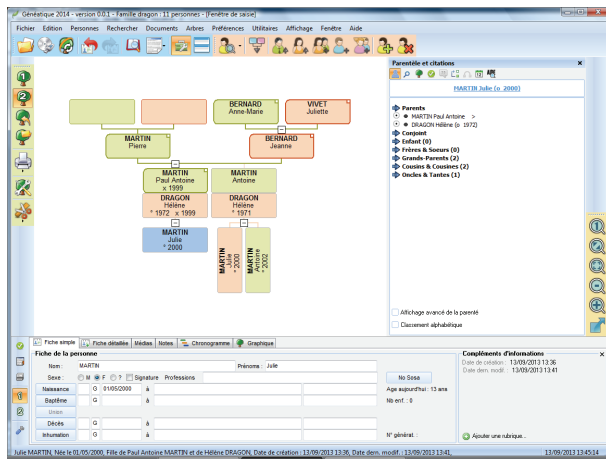 Généatique 2014 - version 0.0.1 - Famille dragon : 11 personnes - [Fenêtre de saisie]
Fichier Edition Personnes Rechercher Documents Arbres Préférences Utilitaires Affichage Fenêtre Aide
Parentèle et citations
MARTIN Julie (o 2000)
Parents
MARTIN Paul Antoine >
DRAGON Hélène (o 1972)
Conjoint
Enfant (0)
Frères & Soeurs (0)
Grands-Parents (2)
Cousins & Cousines (2)
Oncles & Tantes (1)
Affichage avancé de la parenté
Classement alphabétique
BERNARD
Anne-Marie
VIVET
Juliette
MARTIN
Pierre
BERNARD
Jeanne
MARTIN
Paul Antoine
x 1999
MARTIN
Antoine
DRAGON
Hélène
° 1972 x 1999
DRAGON
Hélène
° 1971
MARTIN
Julie
° 2000
MARTIN
Julie
° 2000
MARTIN
Antoine
° 2002
Fiche simple Fiche détaillée Médias Notes Chronogramme Graphique
Fiche de la personne
Nom : MARTIN Prénoms : Julie
Sexe : M F ? Signature Professions No Sosa
Naissance G 01/05/2000 à Age aujourd'hui : 13 ans
Baptême G à Nb enf. : 0
Union
Décès G à
Inhumation G à N° générat. :
Compléments d'informations
Date de création : 13/09/2013 13:36
Date dern. modif. : 13/09/2013 13:41
Ajouter une rubrique...
Julie MARTIN, Née le 01/05/2000, Fille de Paul Antoine MARTIN et de Hélène DRAGON, Date de création : 13/09/2013 13:36, Date dern. modif. : 13/09/2013 13:41, 13/09/2013 13:45:14